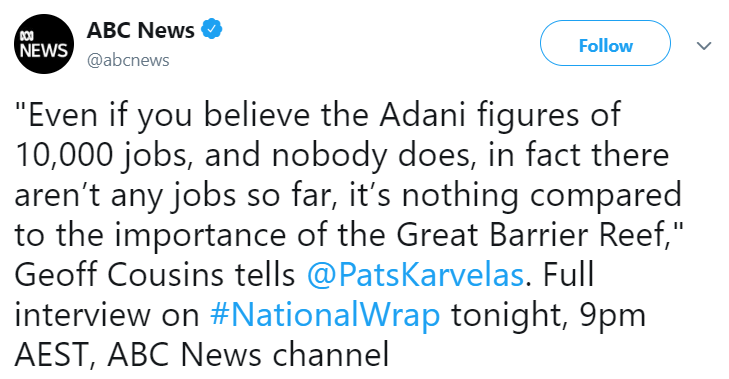 ABC News
@abcnews
NEWS
Follow
"Even if you believe the Adani figures of
10,000 jobs, and nobody does, in fact there
aren’t any jobs so far, it’s nothing compared
to the importance of the Great Barrier Reef,"
Geoff Cousins tells @PatsKarvelas. Full
interview on #NationalWrap tonight, 9pm
AEST, ABC News channel